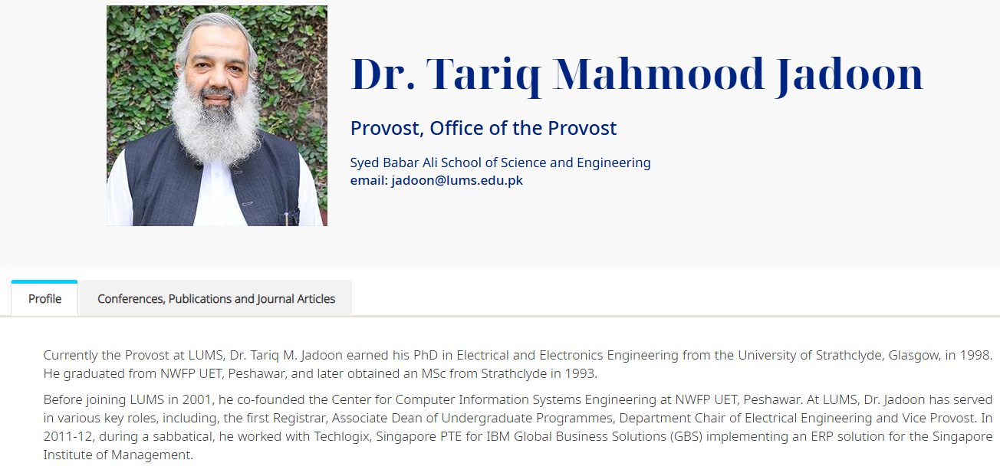 Dr. Tariq Mahmood Jadoon
Provost, Office of the Provost
Syed Babar Ali School of Science and Engineering
email: jadoon@lums.edu.pk
Profile
Conferences, Publications and Journal Articles
Currently the Provost at LUMS, Dr. Tariq M. Jadoon earned his PhD in Electrical and Electronics Engineering from the University of Strathclyde, Glasgow, in 1998.
He graduated from NWFP UET, Peshawar, and later obtained an MSc from Strathclyde in 1993.
Before joining LUMS in 2001, he co-founded the Center for Computer Information Systems Engineering at NWFP UET, Peshawar. At LUMS, Dr. Jadoon has served
in various key roles, including, the first Registrar, Associate Dean of Undergraduate Programmes, Department Chair of Electrical Engineering and Vice Provost. In
2011-12, during a sabbatical, he worked with Techlogix, Singapore PTE for IBM Global Business Solutions (GBS) implementing an ERP solution for the Singapore
Institute of Management.